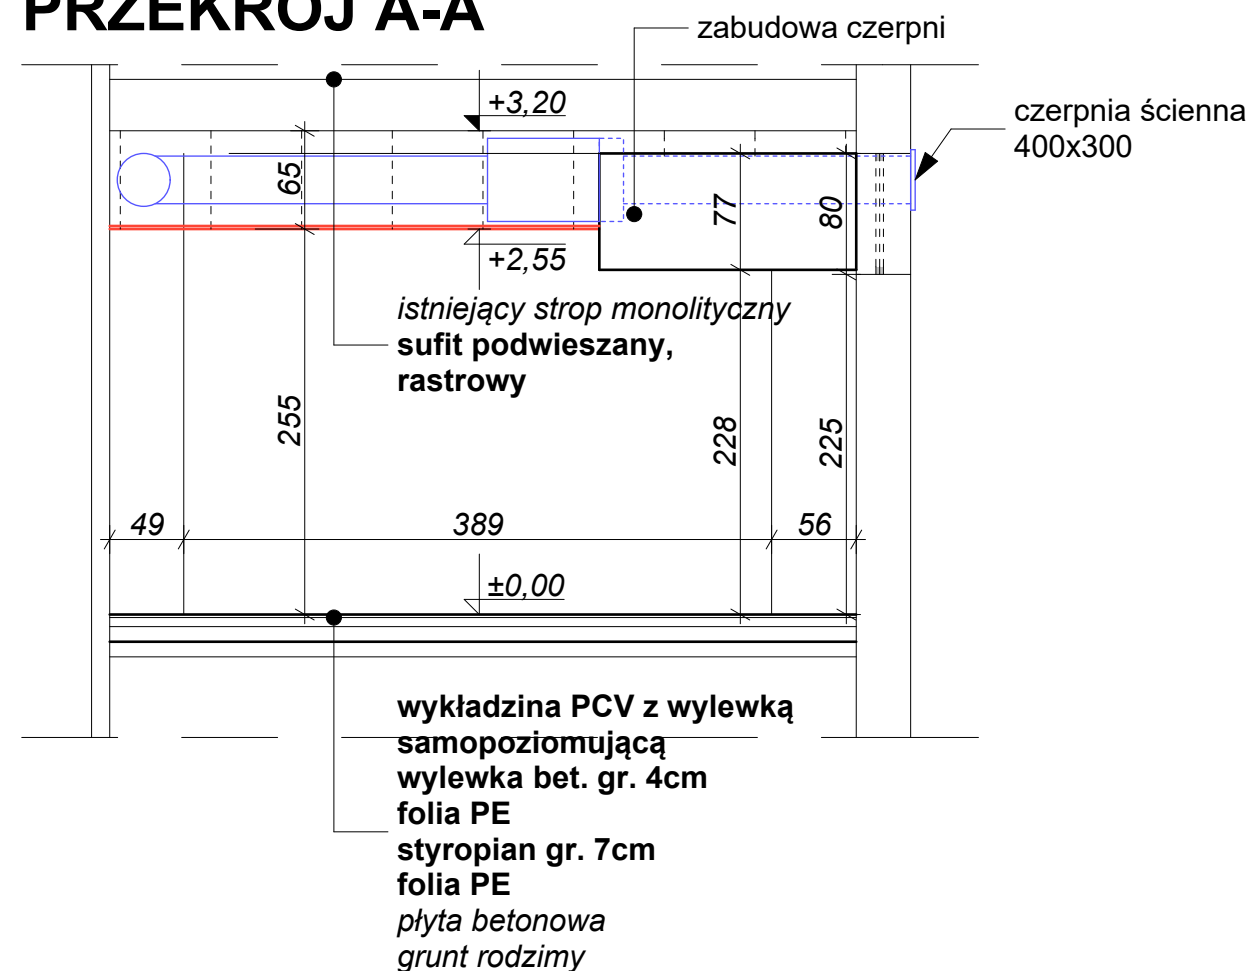 PRZEKRÓJ A-A
zabudowa czerpni
czerpnia ścienna
400x300
+3,20
65
77
80
+2,55
istniejący strop monolityczny
sufit podwieszany,
rastrowy
255
228
225
49
389
56
±0,00
wykładzina PCV z wylewką
samopoziomującą
wylewka bet. gr. 4cm
folia PE
styropian gr. 7cm
folia PE
płyta betonowa
grunt rodzimy